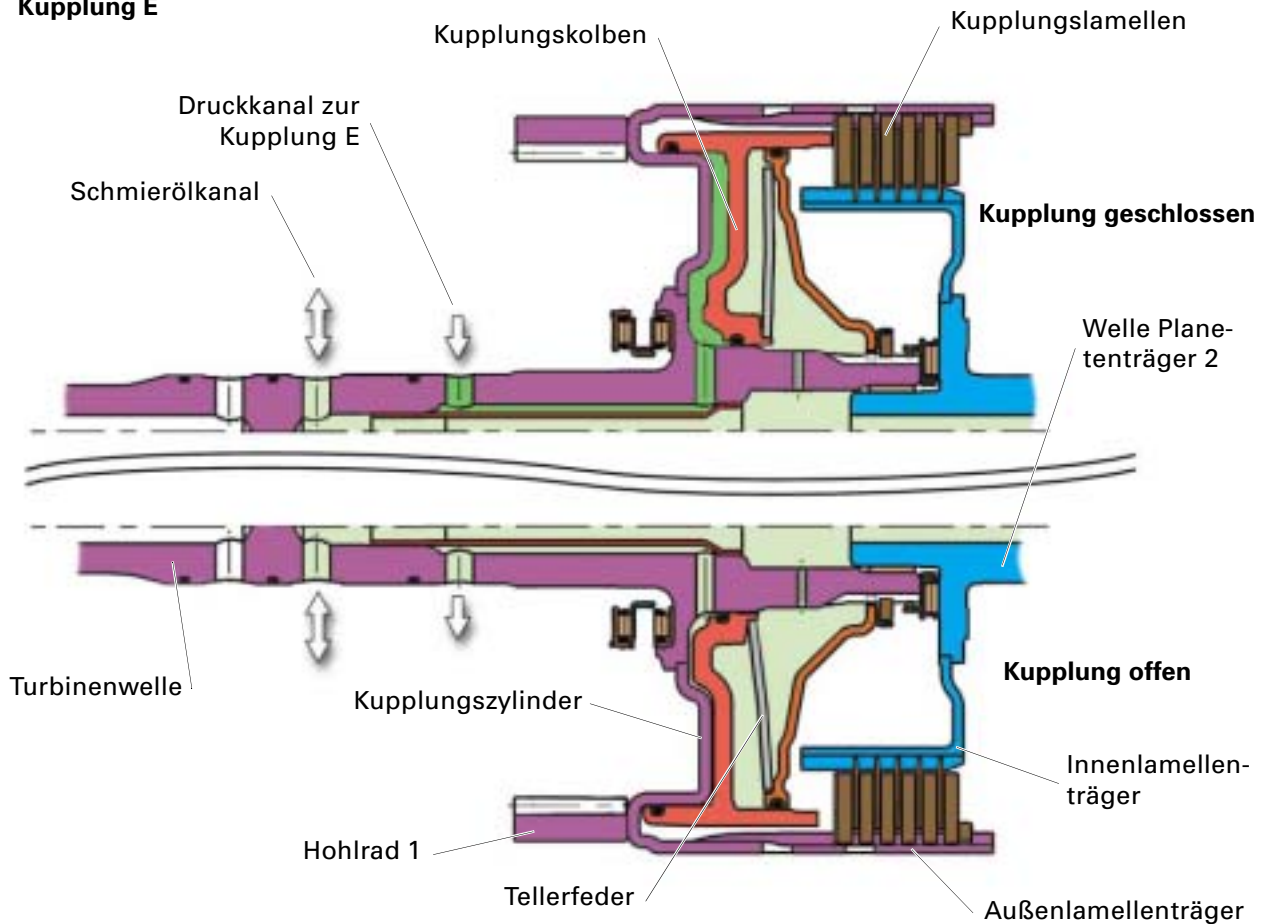 Kupplung E
Kupplungskolben
Kupplungslamellen
Druckkanal zur
Kupplung E
Schmierölkanal
Kupplung geschlossen
Welle Plane-
tenträger 2
Turbinenwelle
Kupplungszylinder
Kupplung offen
Innenlamellen-
träger
Hohlrad 1
Tellerfeder
Außenlamellenträger